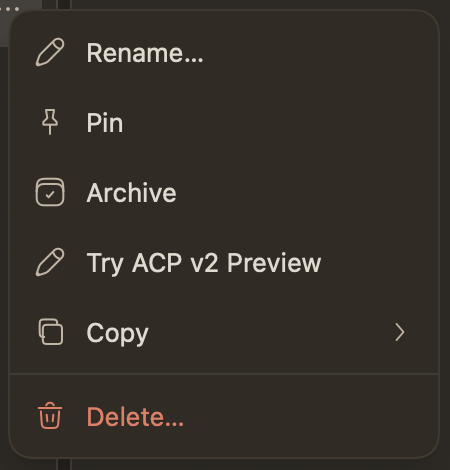 Rename…
Pin
Archive
Try ACP v2 Preview
Copy
Delete…